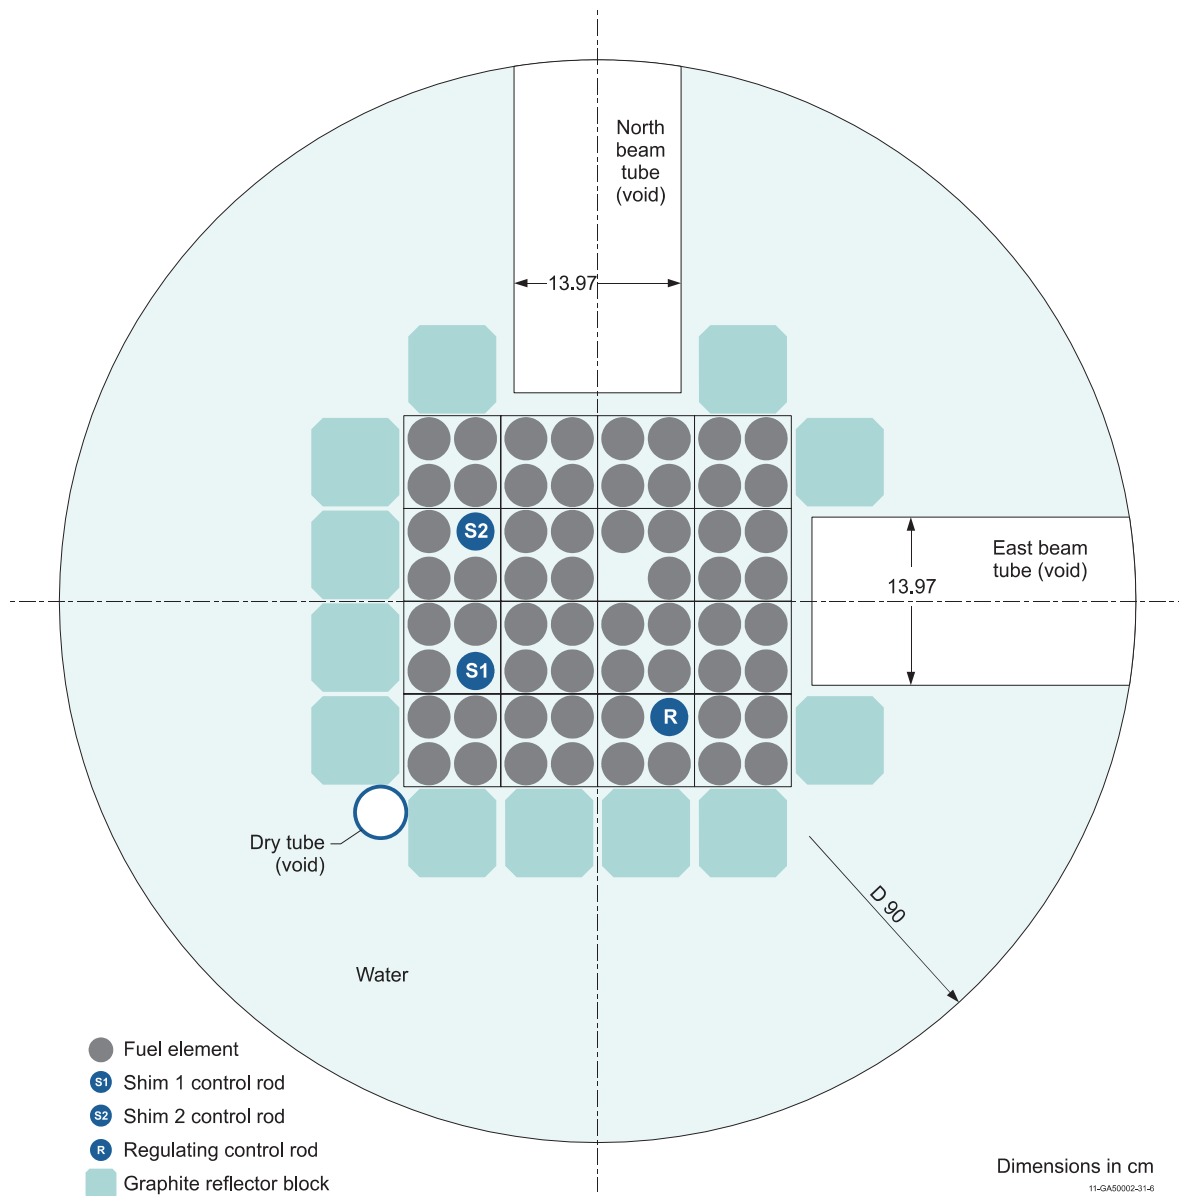 North
beam
tube
(void)
13.97
S2
East beam
tube (void)
13.97
S1
R
Dry tube
(void)
D 90
Water
Fuel element
S1 Shim 1 control rod
S2 Shim 2 control rod
R Regulating control rod
Graphite reflector block
Dimensions in cm
11-GA50002-31-6